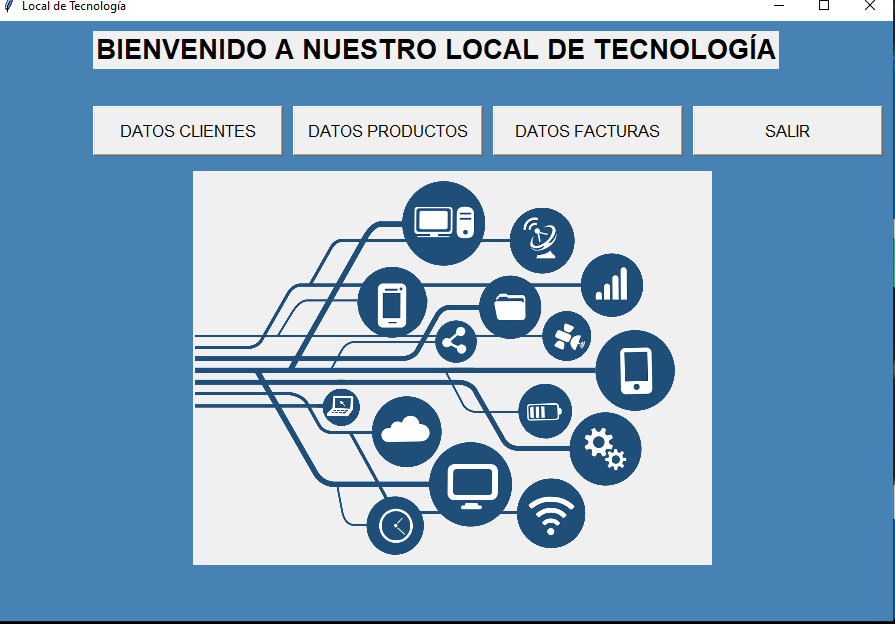 Local de Tecnología
BIENVENIDO A NUESTRO LOCAL DE TECNOLOGÍA
DATOS CLIENTES
DATOS PRODUCTOS
DATOS FACTURAS
SALIR